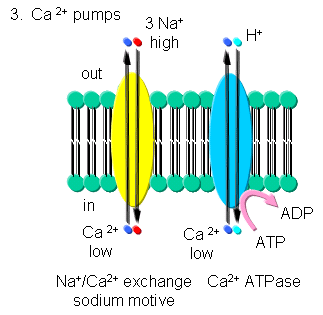 3. Ca 2+ pumps
3 Na+
high
H+
out
in
Ca 2+
low
Ca 2+
low
ADP
ATP
Na+/Ca2+ exchange
sodium motive
Ca2+ ATPase